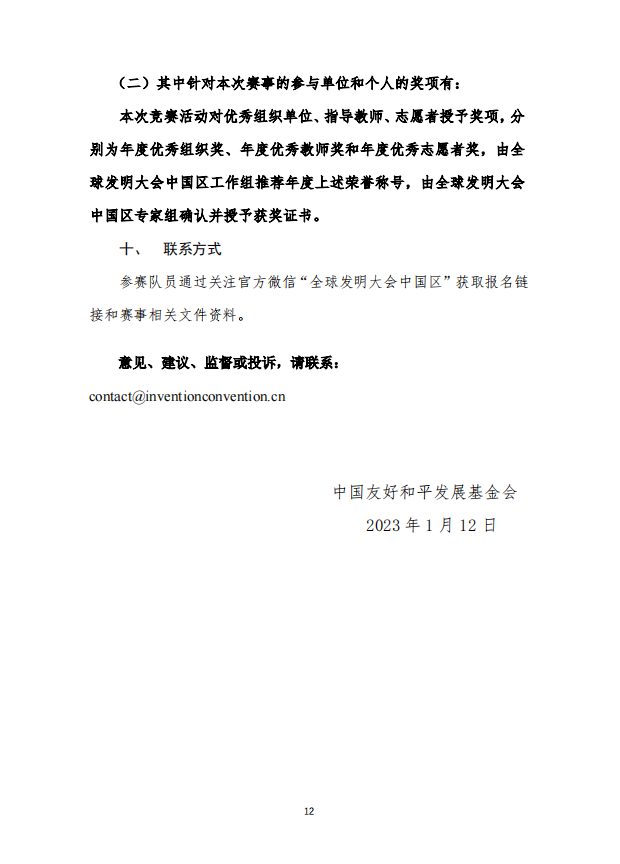 （二）其中针对本次赛事的参与单位和个人的奖项有：
本次竞赛活动对优秀组织单位、指导教师、志愿者授予奖项，分
别为年度优秀组织奖、年度优秀教师奖和年度优秀志愿者奖，由全
球发明大会中国区工作组推荐年度上述荣誉称号，由全球发明大会
中国区专家组确认并授予获奖证书。
十、 联系方式
参赛队员通过关注官方微信“全球发明大会中国区”获取报名链
接和赛事相关文件资料。
意见、建议、监督或投诉，请联系：
contact@inventionconvention.cn
中国友好和平发展基金会
2023 年 1 月 12 日
12